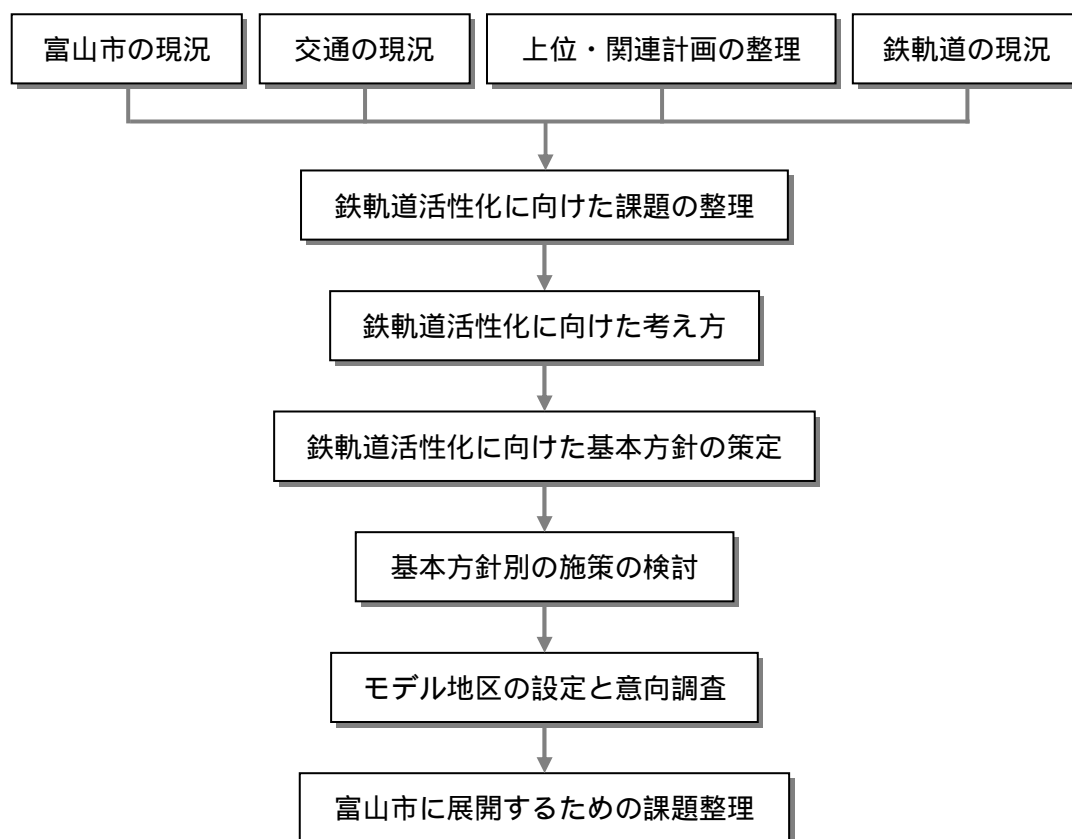 富山市の現況
交通の現況
上位・関連計画の整理
鉄軌道の現況
鉄軌道活性化に向けた課題の整理
鉄軌道活性化に向けた考え方
鉄軌道活性化に向けた基本方針の策定
基本方針別の施策の検討
モデル地区の設定と意向調査
富山市に展開するための課題整理